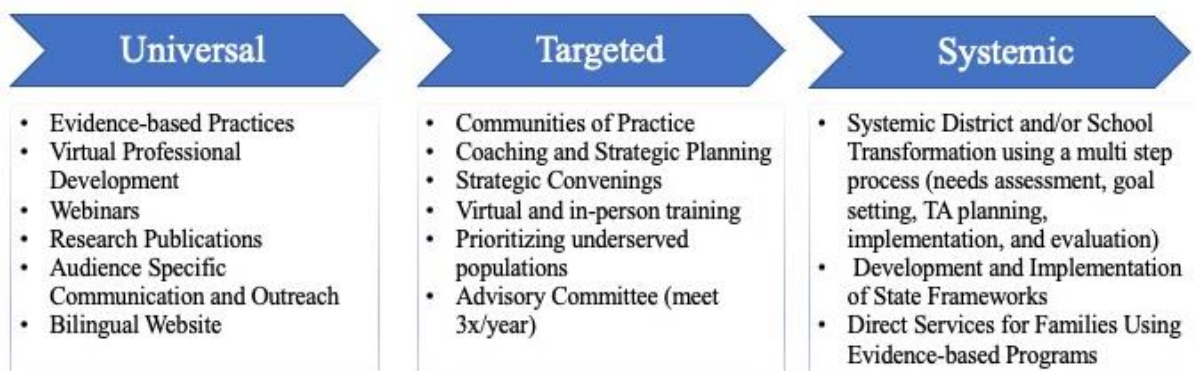 Universal
• Evidence-based Practices
• Virtual Professional
Development
• Webinars
• Research Publications
• Audience Specific
Communication and Outreach
• Bilingual Website
Targeted
• Communities of Practice
• Coaching and Strategic Planning
• Strategic Convenings
• Virtual and in-person training
• Prioritizing underserved
populations
• Advisory Committee (meet
3x/year)
Systemic
• Systemic District and/or School
Transformation using a multi step
process (needs assessment, goal
setting, TA planning,
implementation, and evaluation)
• Development and Implementation
of State Frameworks
• Direct Services for Families Using
Evidence-based Programs